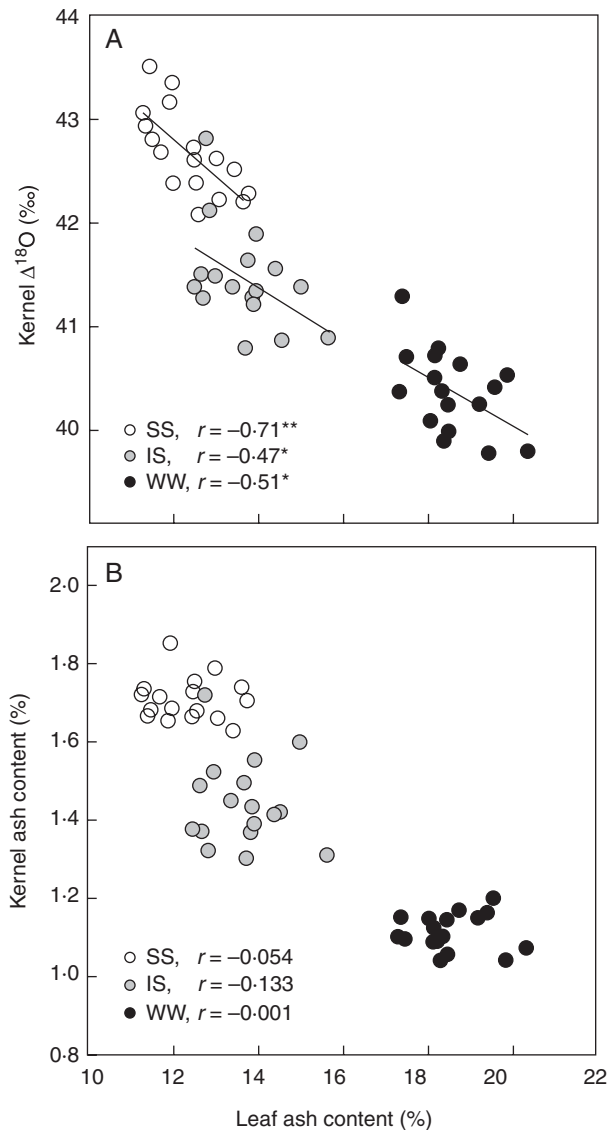 44
A
43
42
41
40
Kernel Δ18O (‰)
SS, r = –0·71**
IS, r = –0·47*
WW, r = –0·51*
B
2·0
1·8
1·6
1·4
1·2
1·0
0·8
Kernel ash content (%)
SS, r = –0·054
IS, r = –0·133
WW, r = –0·001
10 12 14 16 18 20 22
Leaf ash content (%)